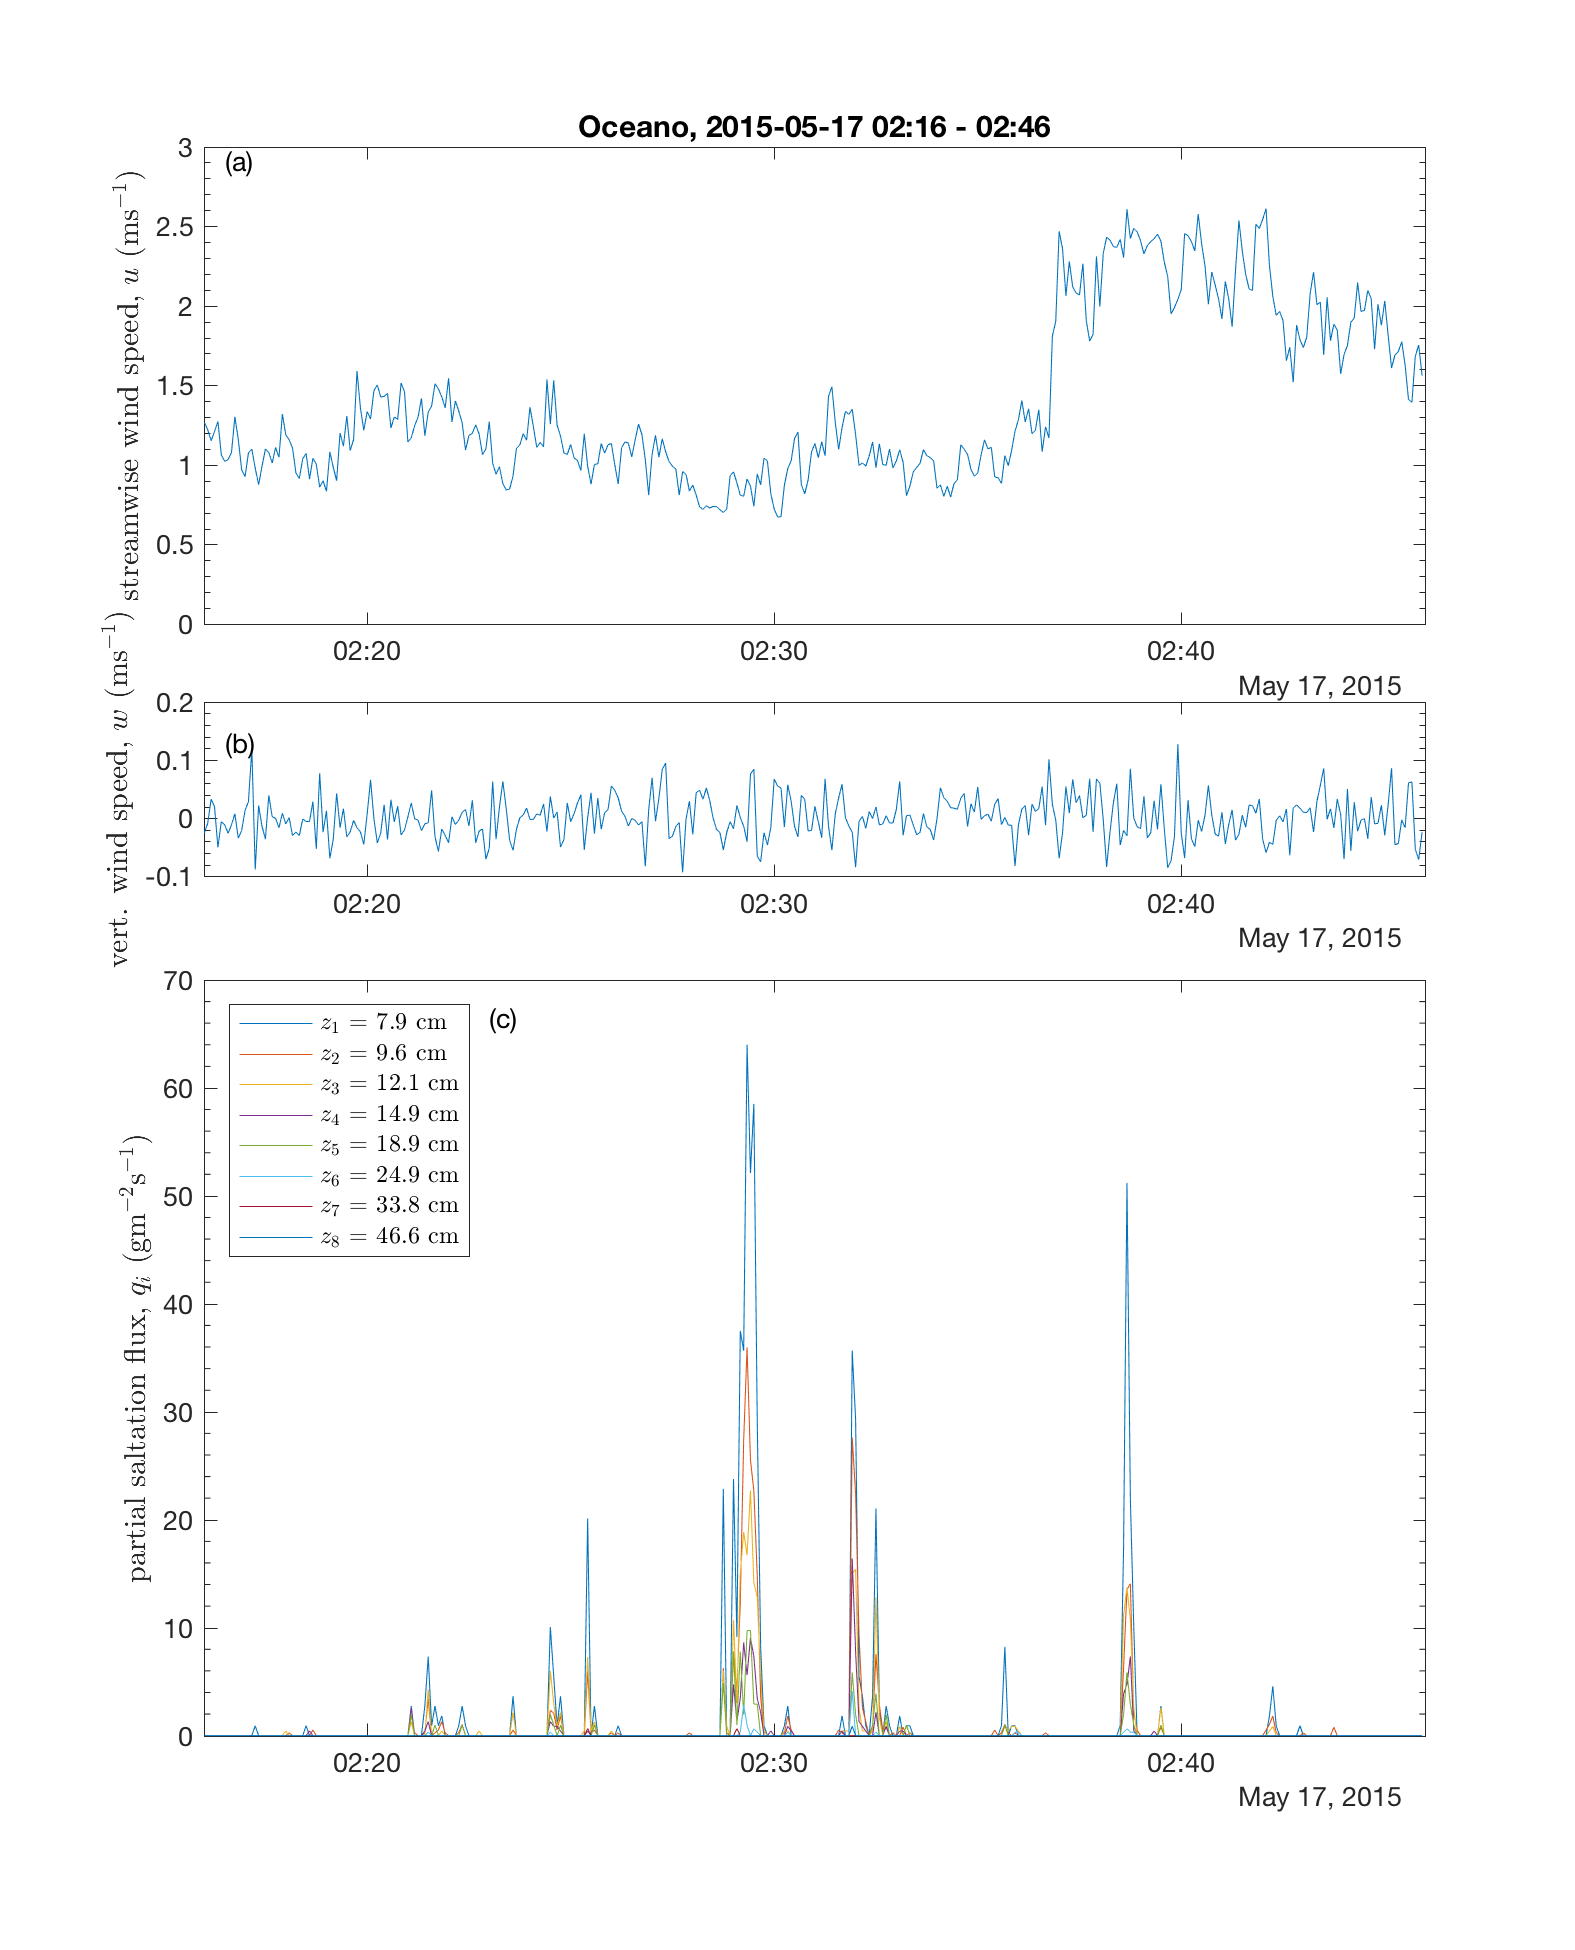 Oceano, 2015-05-17 02:16 - 02:46
(a)
streamwise wind speed, u (ms⁻¹)
3
2.5
2
1.5
1
0.5
0
02:20 02:30 02:40
May 17, 2015
(b)
vert. wind speed, w (ms⁻¹)
0.2
0.1
0
-0.1
02:20 02:30 02:40
May 17, 2015
(c)
partial saltation flux, qᵢ (gm⁻²s⁻¹)
70
60
50
40
30
20
10
0
z₁ = 7.9 cm
z₂ = 9.6 cm
z₃ = 12.1 cm
z₄ = 14.9 cm
z₅ = 18.9 cm
z₆ = 24.9 cm
z₇ = 33.8 cm
z₈ = 46.6 cm
02:20 02:30 02:40
May 17, 2015